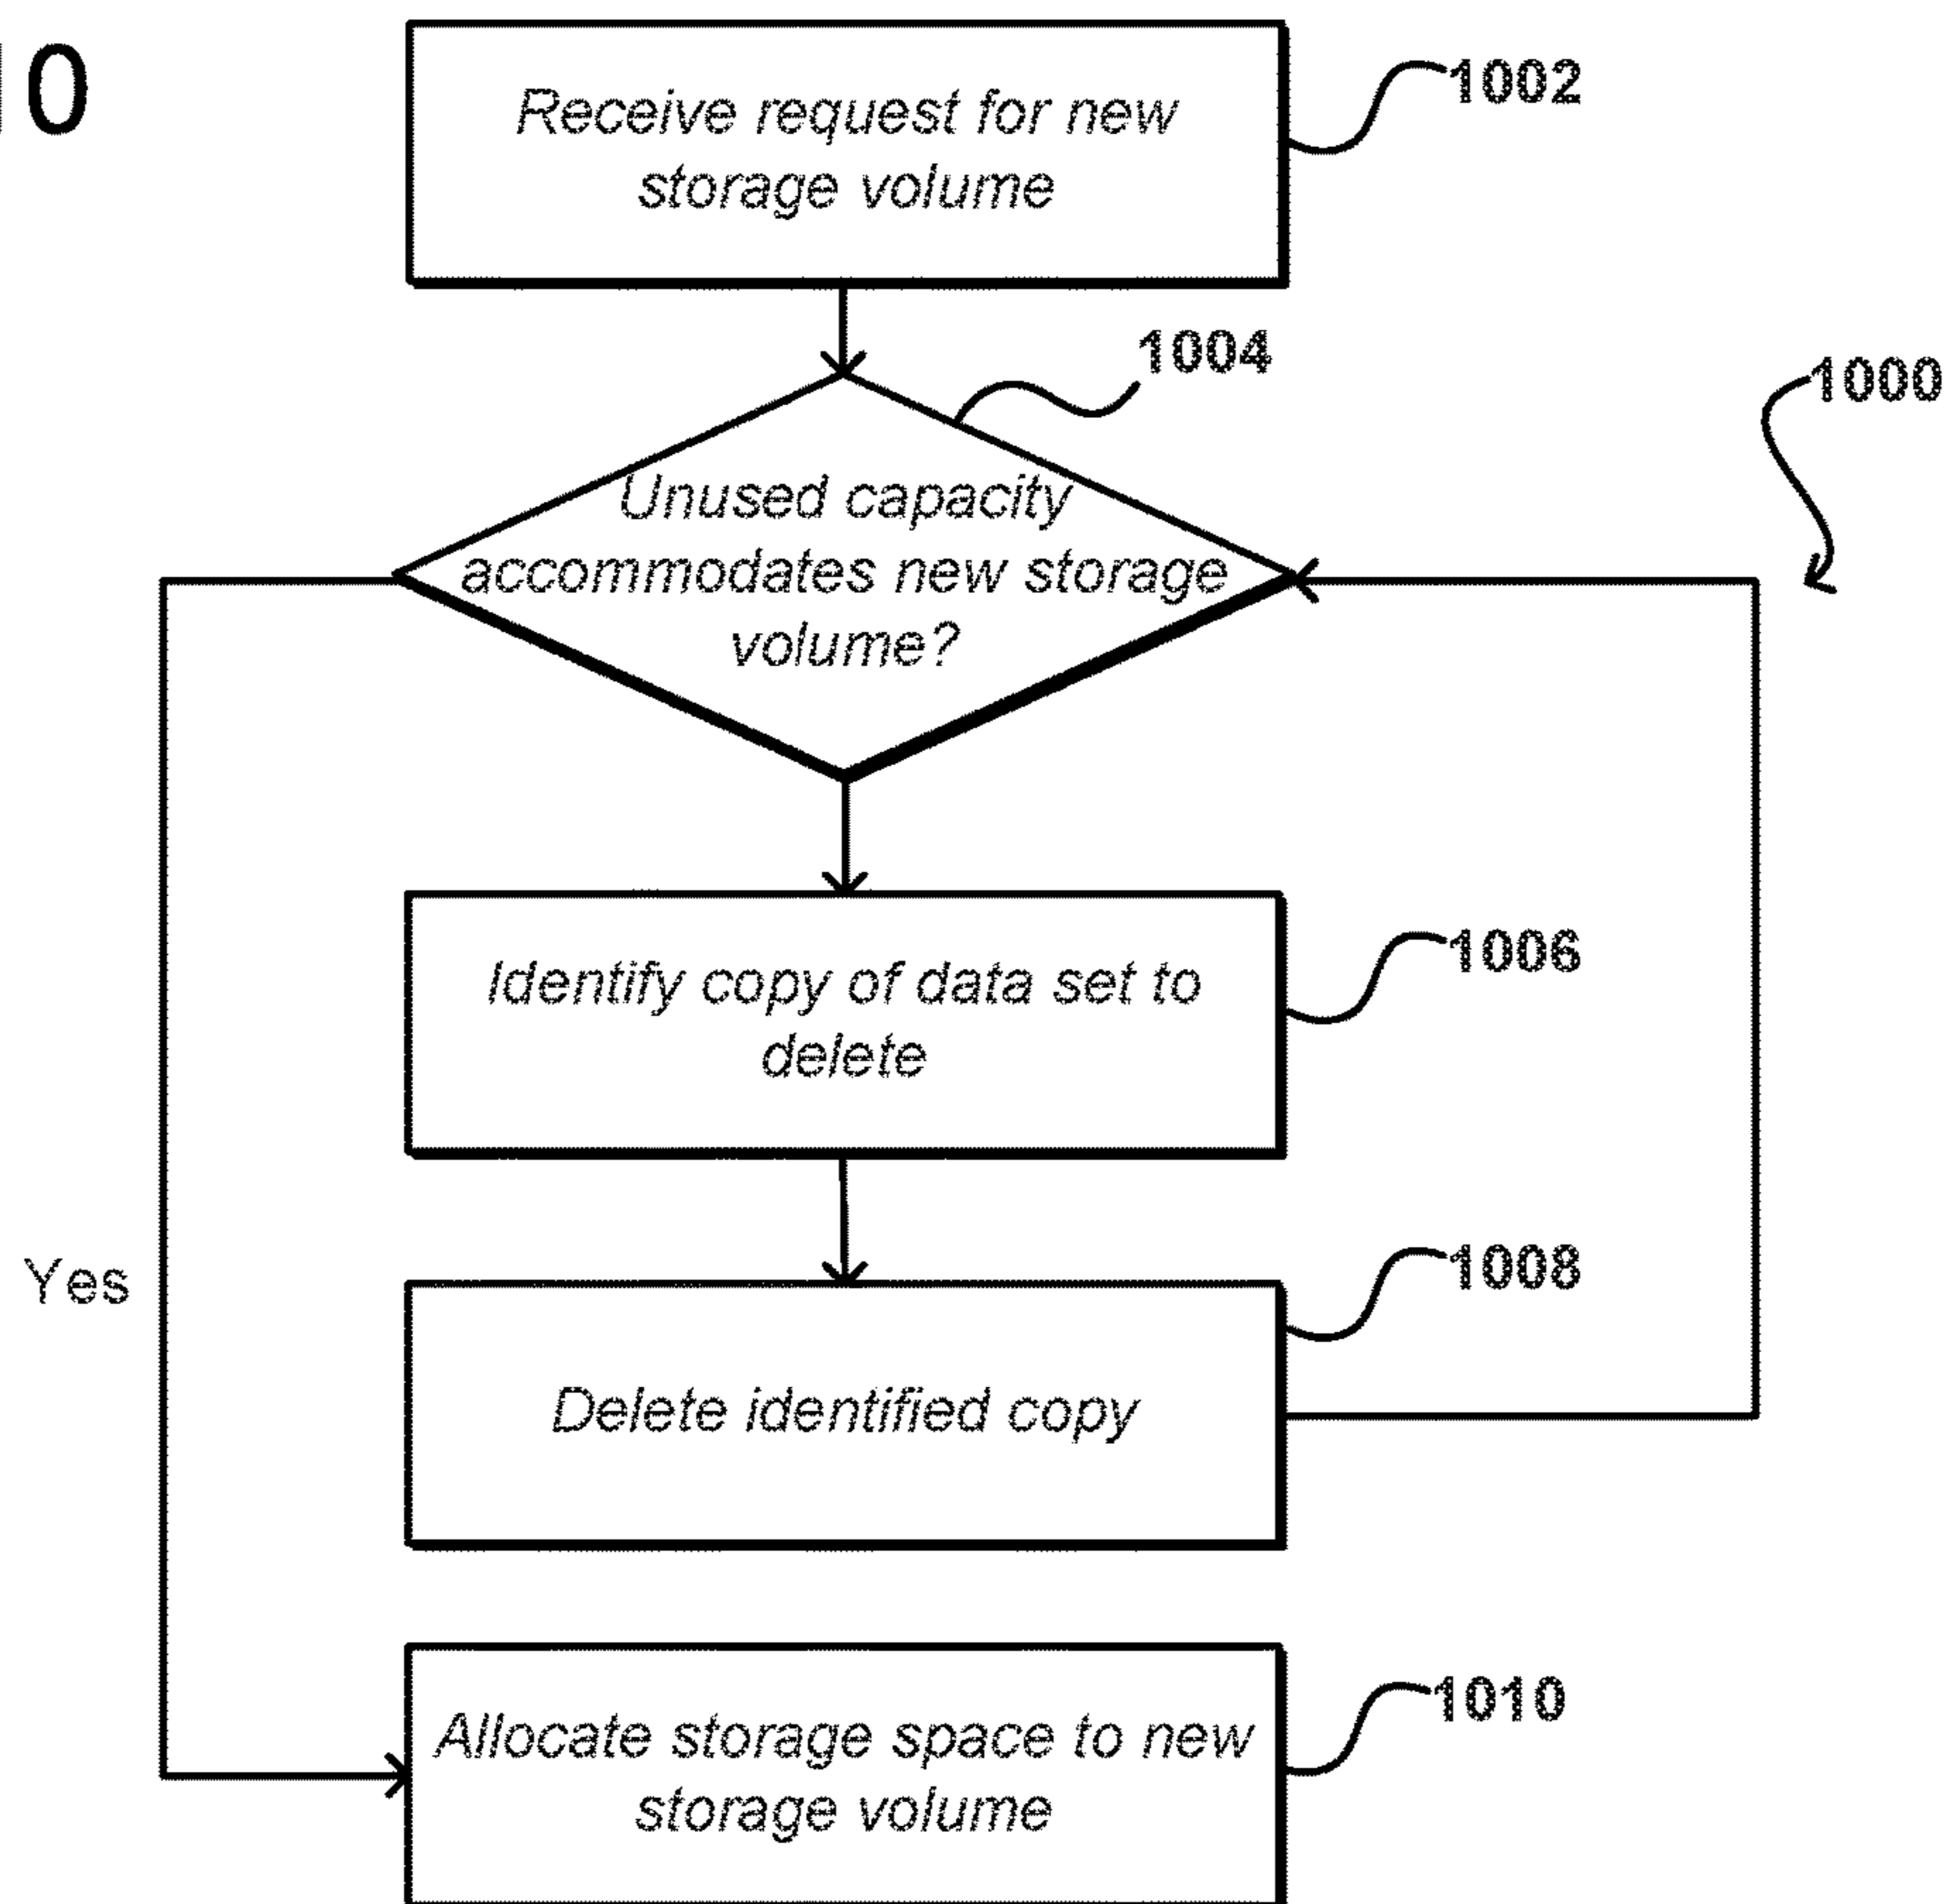 10
Receive request for new
storage volume
1002
1004
1000
Unused capacity
accommodates new storage
volume?
Identify copy of data set to
delete
1006
Yes
1008
Delete identified copy
1010
Allocate storage space to new
storage volume